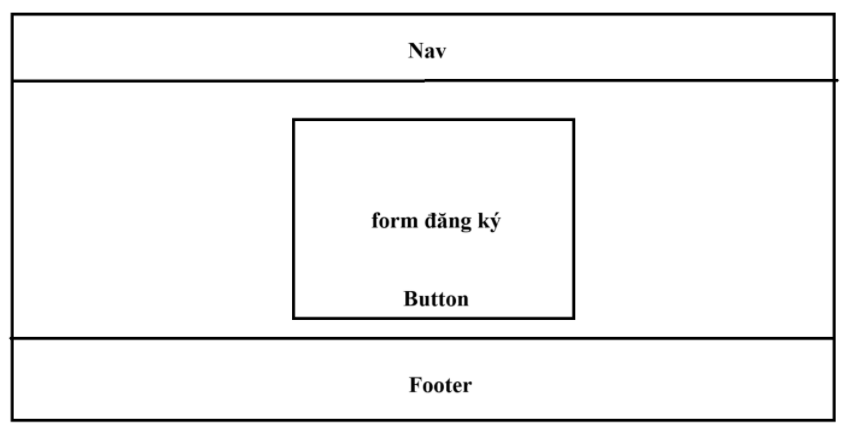 Nav
form đăng ký
Button
Footer